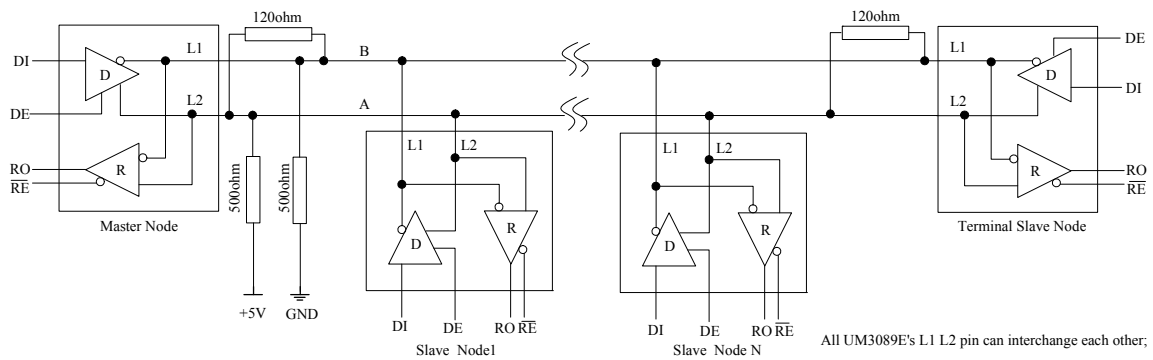 120ohm
120ohm
L1
B
L1
DE
DI
D
D
DI
L2
A
L2
DE
RO
R
RE
L1
L2
L1
L2
R
RO
RE
500ohm
500ohm
Master Node
Terminal Slave Node
D
R
D
R
+5V
GND
DI
DE
RO
RE
DI
DE
RO
RE
Slave Node1
Slave Node N
All UM3089E's L1 L2 pin can interchange each other;